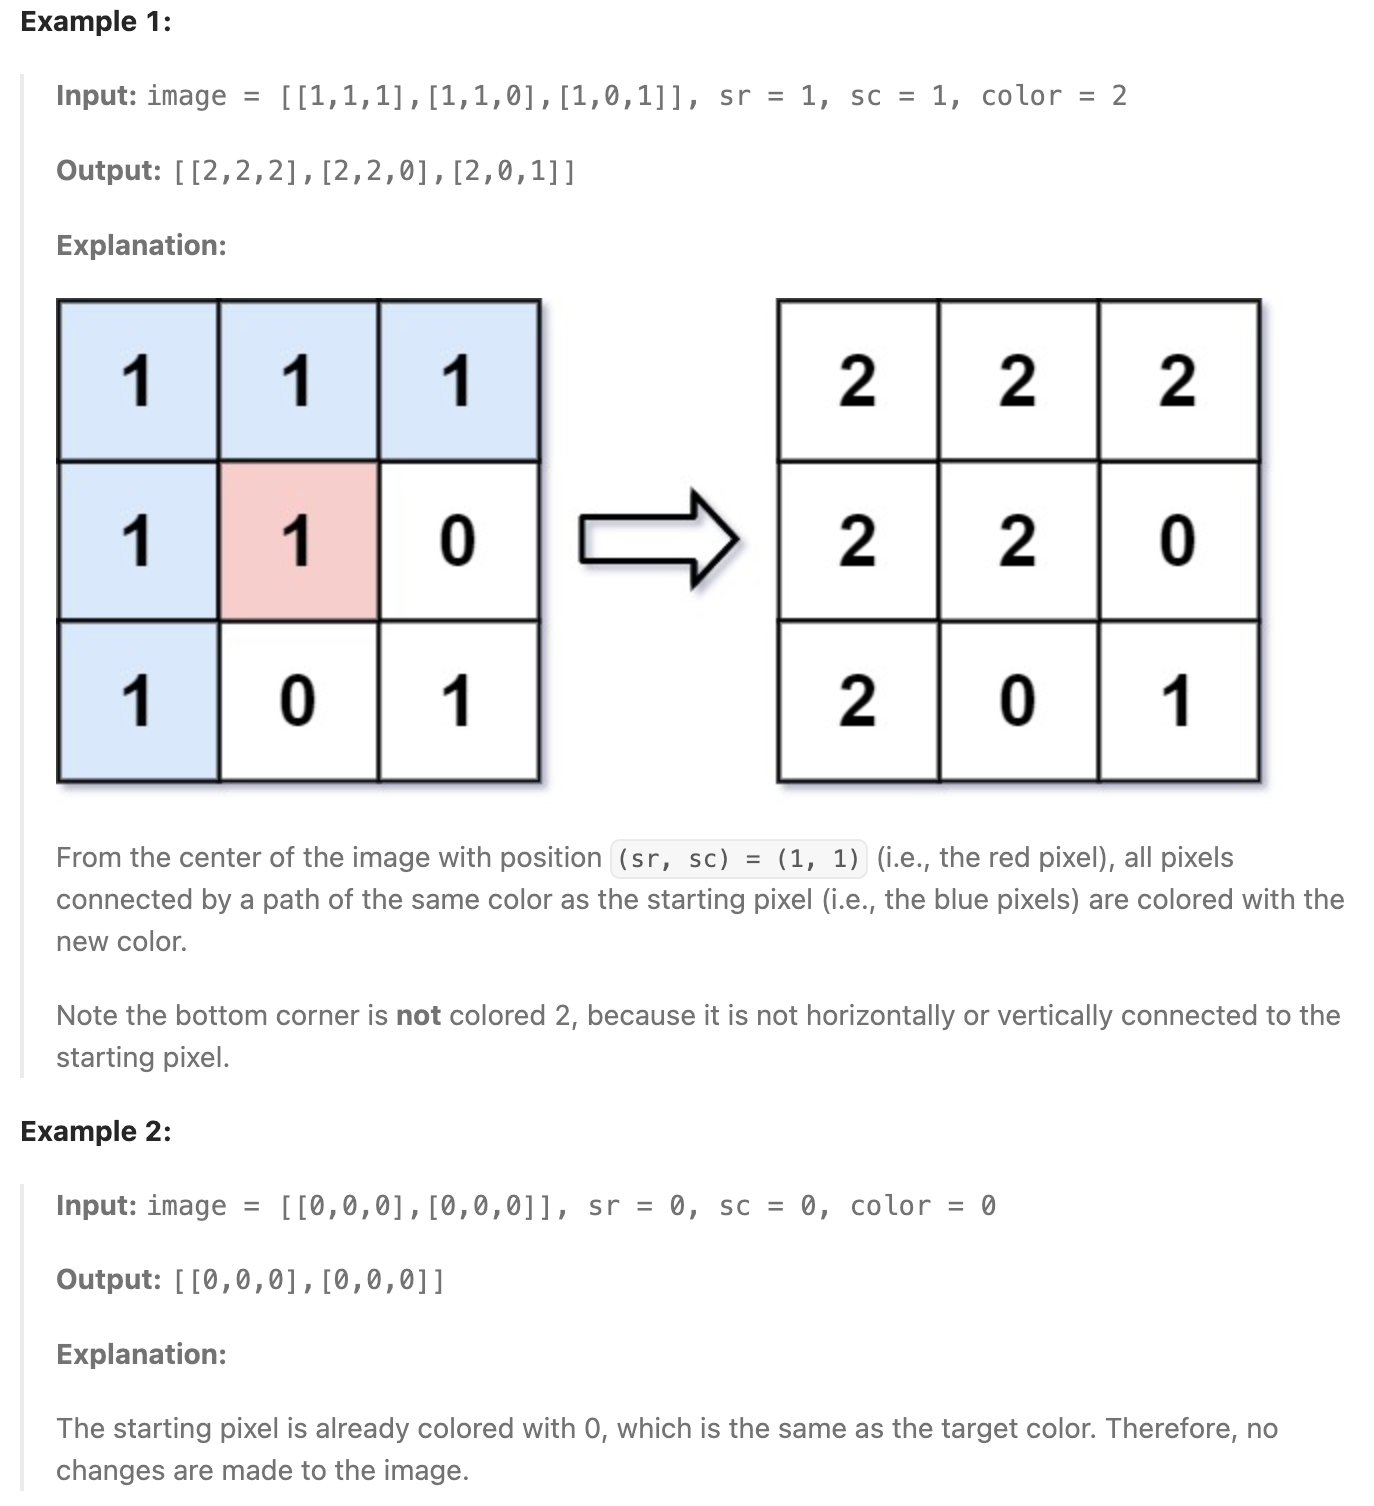 Example 1:
Input: image = [[1,1,1],[1,1,0],[1,0,1]], sr = 1, sc = 1, color = 2
Output: [[2,2,2],[2,2,0],[2,0,1]]
Explanation:
1 1 1 2 2 2
1 1 0 2 2 0
1 0 1 2 0 1
From the center of the image with position (sr, sc) = (1, 1) (i.e., the red pixel), all pixels
connected by a path of the same color as the starting pixel (i.e., the blue pixels) are colored with the
new color.
Note the bottom corner is not colored 2, because it is not horizontally or vertically connected to the
starting pixel.
Example 2:
Input: image = [[0,0,0],[0,0,0]], sr = 0, sc = 0, color = 0
Output: [[0,0,0],[0,0,0]]
Explanation:
The starting pixel is already colored with 0, which is the same as the target color. Therefore, no
changes are made to the image.